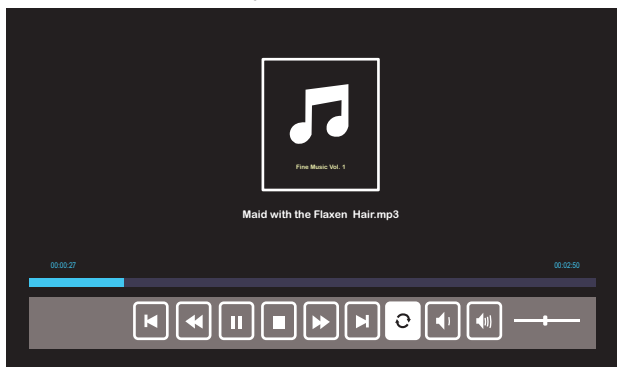 Fine Music Vol. 1
Maid with the Flaxen  Hair.mp3
00:00:27
00:02:50